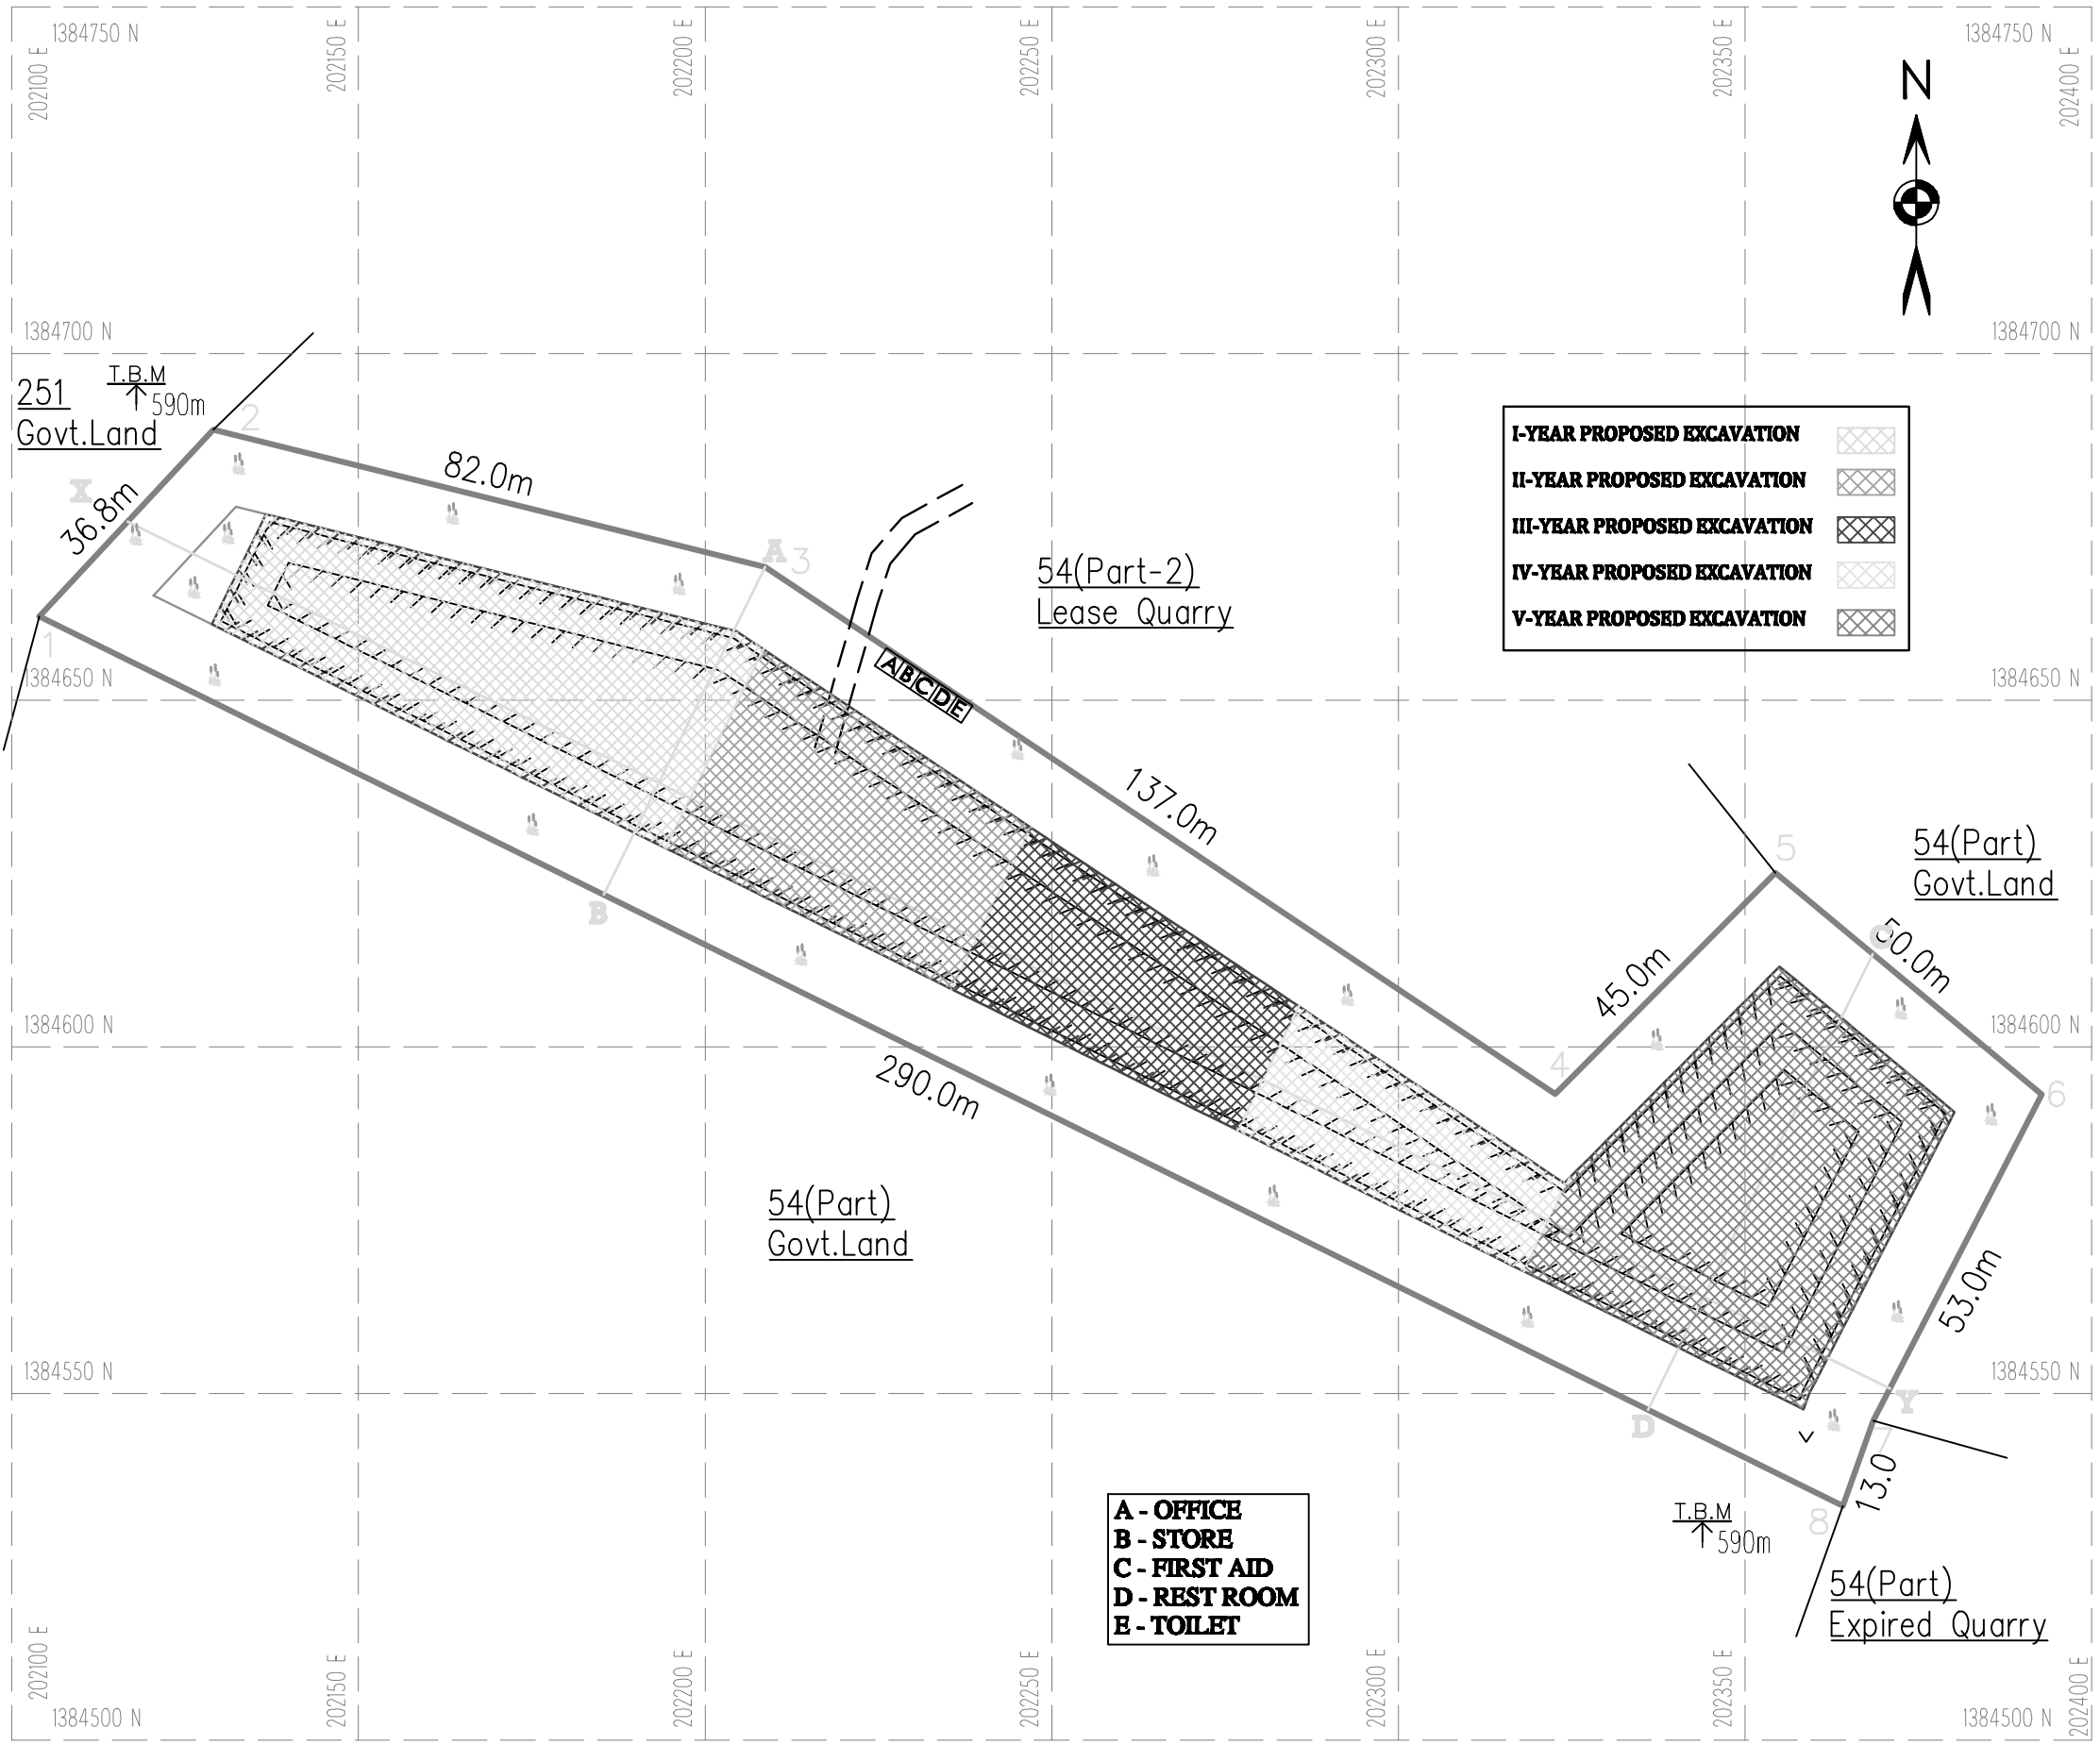 1384750 N
1384750 N
202100 E
202150 E
202200 E
202250 E
202300 E
202350 E
202400 E
N
1384700 N
1384700 N
251
Govt.Land
T.B.M
590m
2
X
36.8m
82.0m
A
3
54(Part-2)
Lease Quarry
I-YEAR PROPOSED EXCAVATION
II-YEAR PROPOSED EXCAVATION
III-YEAR PROPOSED EXCAVATION
IV-YEAR PROPOSED EXCAVATION
V-YEAR PROPOSED EXCAVATION
1
1384650 N
1384650 N
ABCDE
137.0m
5
54(Part)
Govt.Land
B
C
50.0m
45.0m
1384600 N
1384600 N
4
6
290.0m
54(Part)
Govt.Land
53.0m
1384550 N
1384550 N
Y
D
7
13.0
8
T.B.M
590m
A - OFFICE
B - STORE
C - FIRST AID
D - REST ROOM
E - TOILET
54(Part)
Expired Quarry
202100 E
202150 E
202200 E
202250 E
202300 E
202350 E
202400 E
1384500 N
1384500 N